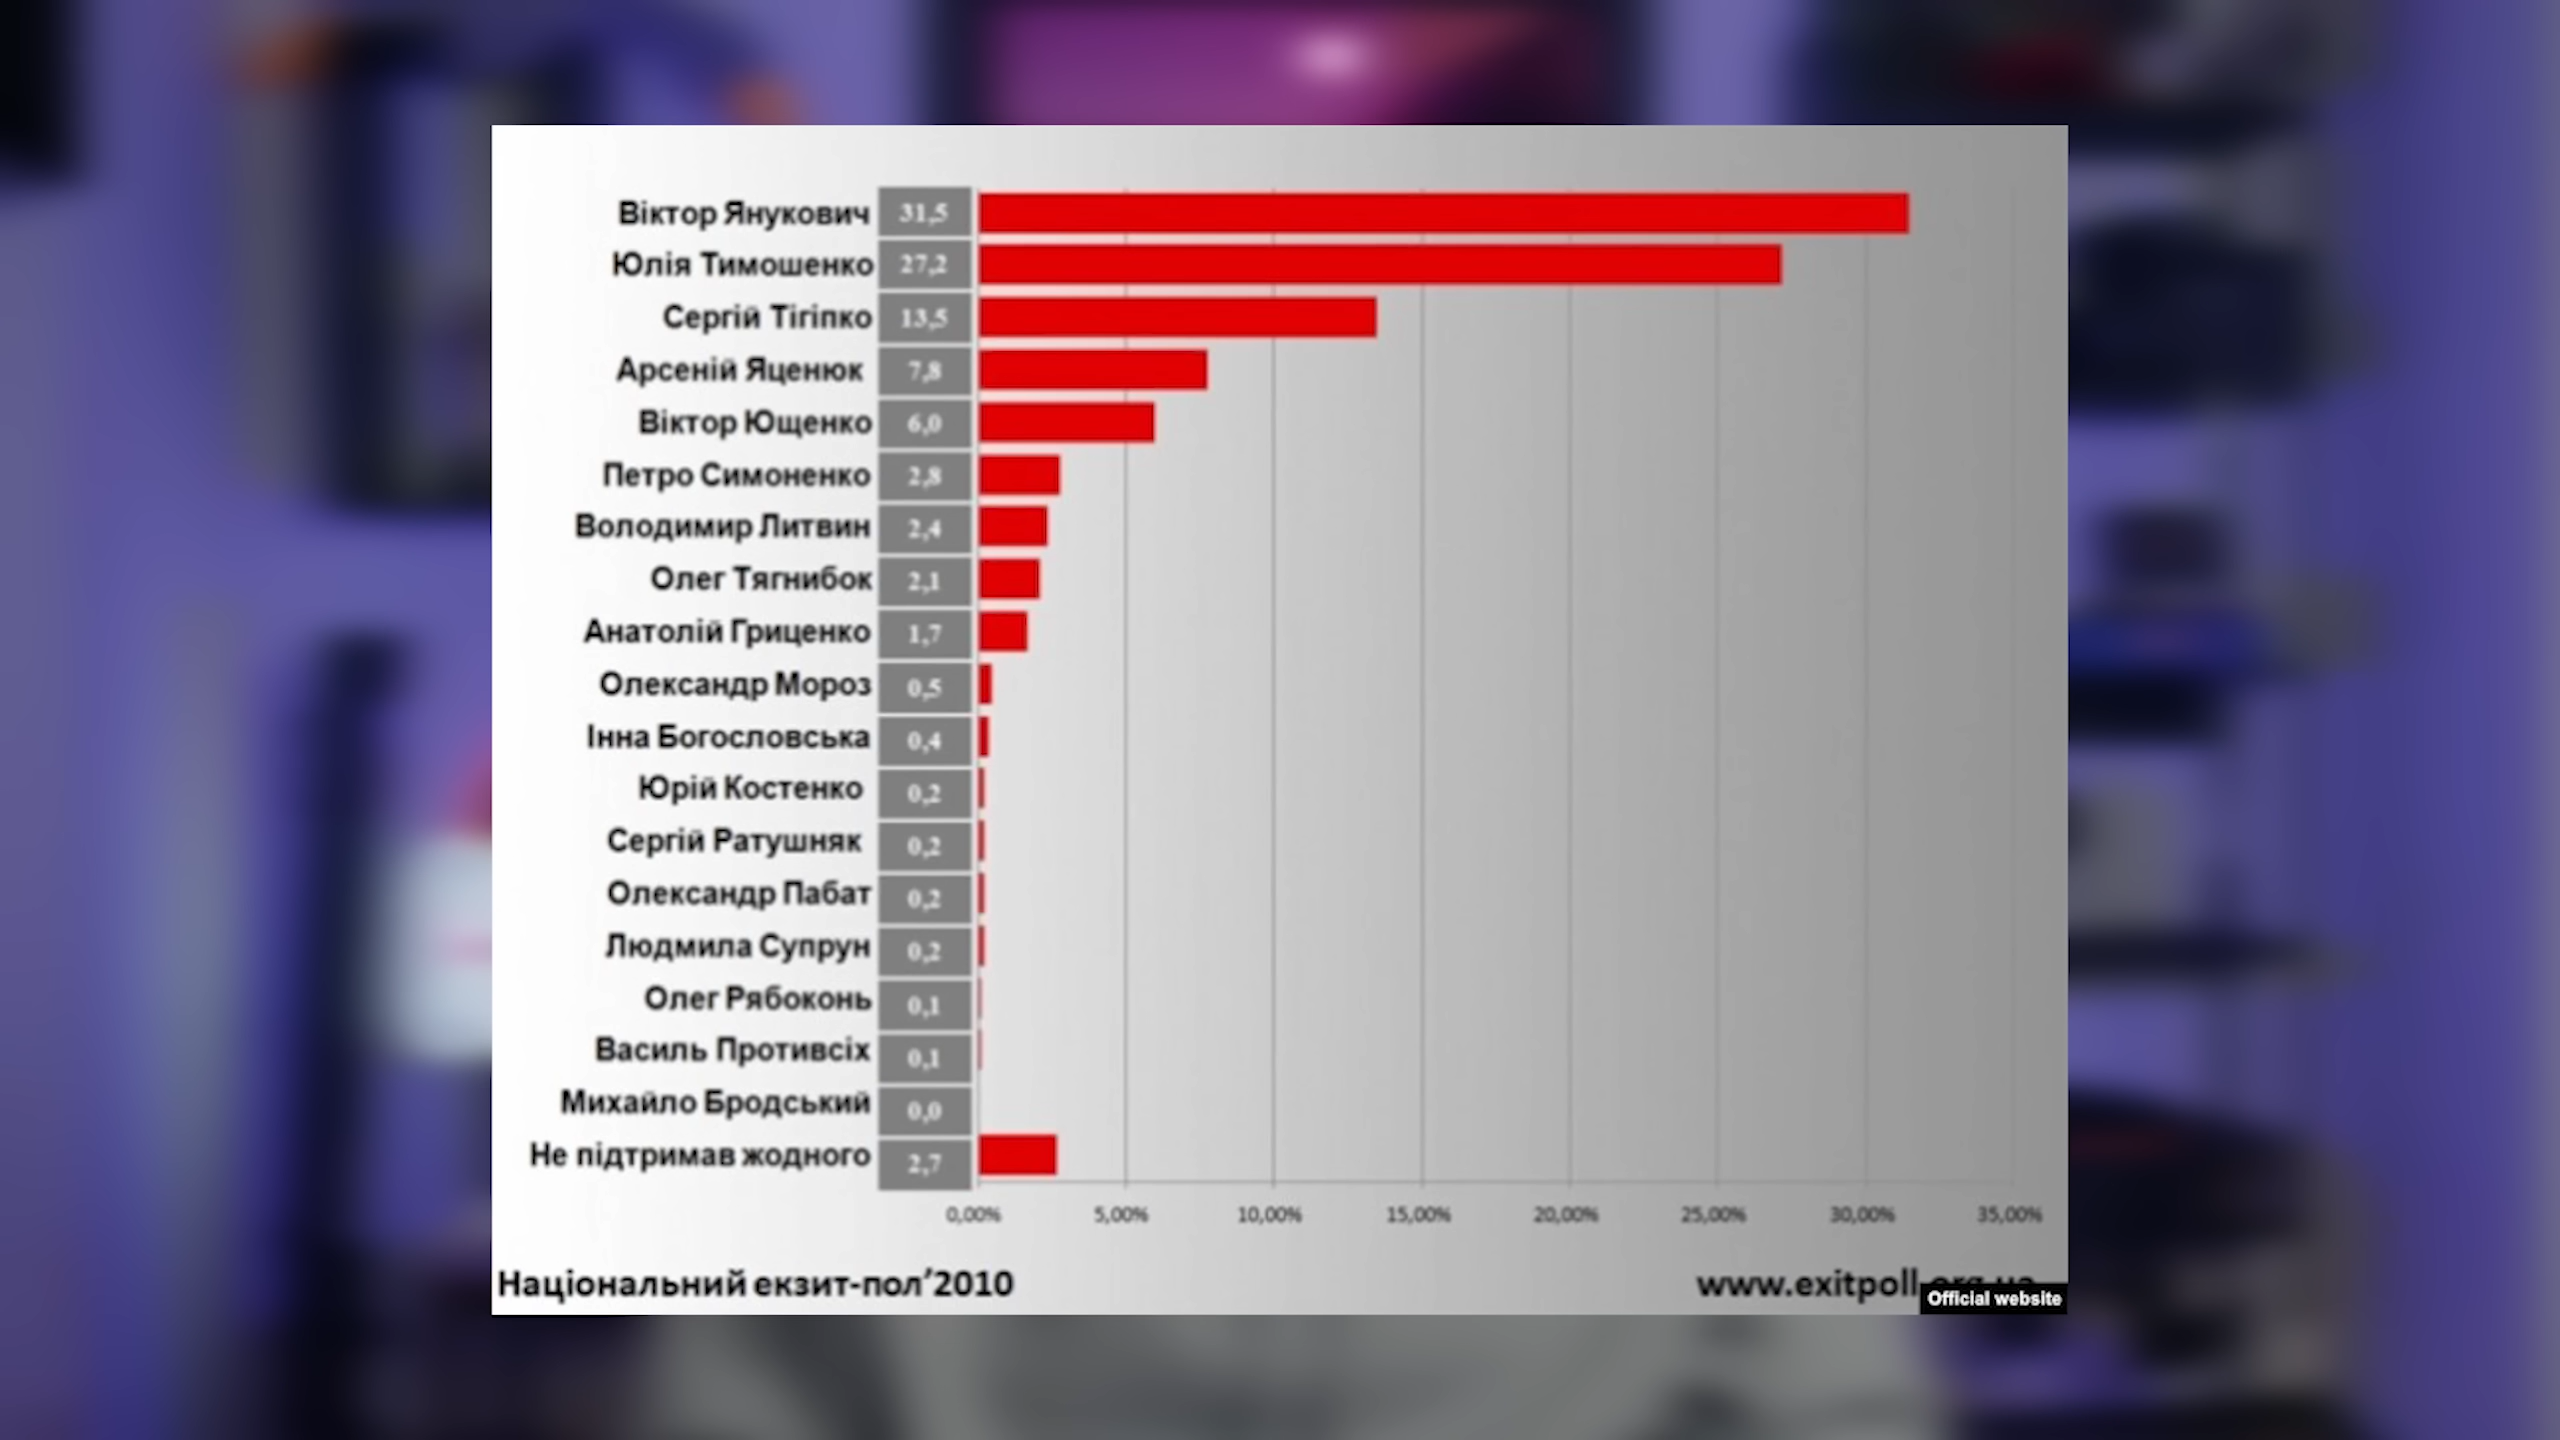 Віктор Янукович 31,5
Юлія Тимошенко 27,2
Сергій Тігіпко 13,5
Арсеній Яценюк 7,8
Віктор Ющенко 6,0
Петро Симоненко 2,8
Володимир Литвин 2,4
Олег Тягнибок 2,1
Анатолій Гриценко 1,7
Олександр Мороз 0,5
Інна Богословська 0,4
Юрій Костенко 0,2
Сергій Ратушняк 0,2
Олександр Пабат 0,2
Людмила Супрун 0,2
Олег Рябоконь 0,1
Василь Противсіх 0,1
Михайло Бродський 0,0
Не підтримав жодного 2,7
0,00% 5,00% 10,00% 15,00% 20,00% 25,00% 30,00% 35,00%
Національний екзит-пол′2010 www.exitpoll.org.ua
Official website